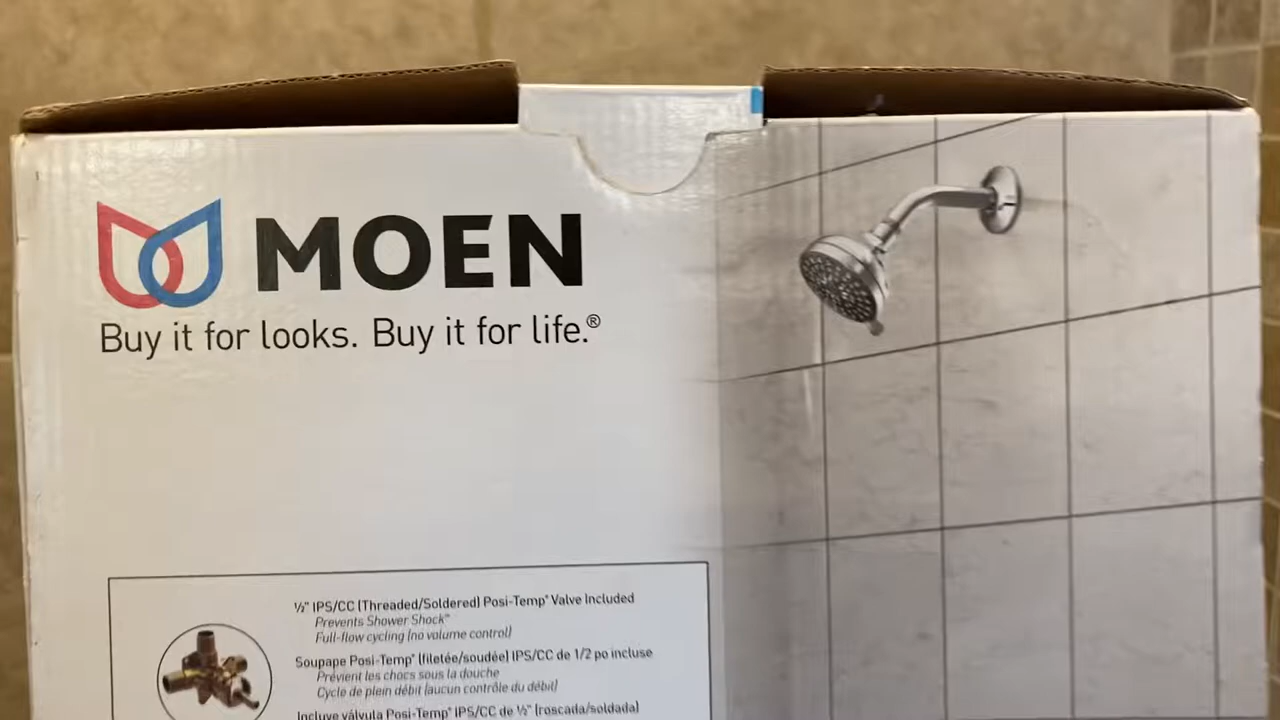 MOEN
Buy it for looks. Buy it for life.®
½" IPS/CC (Threaded/Soldered) Posi-Temp® Valve Included
Prevents Shower Shock™
Full-flow cycling (no volume control)
Soupape Posi-Temp® (filetée/soudée) IPS/CC de 1/2 po incluse
Prévient les chocs sous la douche
Cycle de plein débit (aucun contrôle du débit)
Incluye válvula Posi-Temp® IPS/CC de ½" (roscada/soldada)